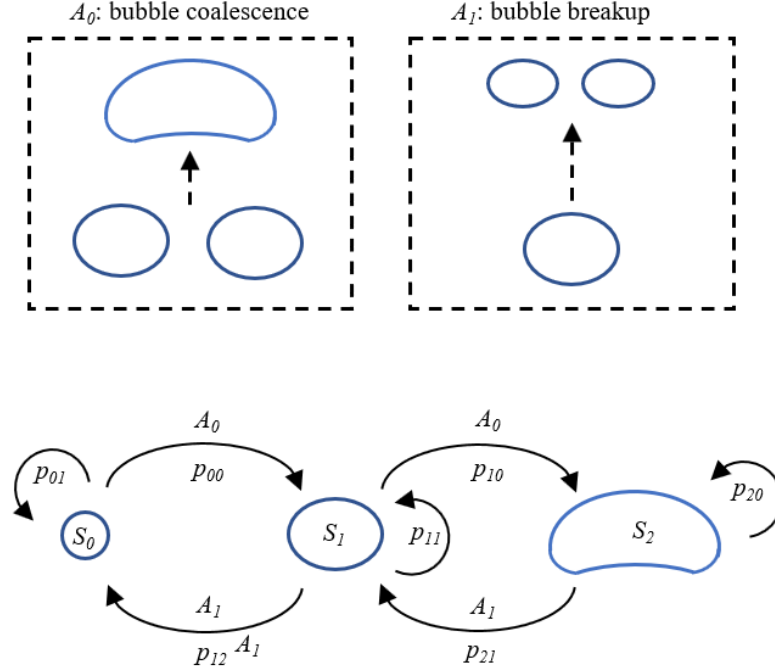 A0: bubble coalescence
A1: bubble breakup
A0
A0
p01
p00
p10
p20
S0
S1
p11
S2
A1
A1
p12 A1
p21